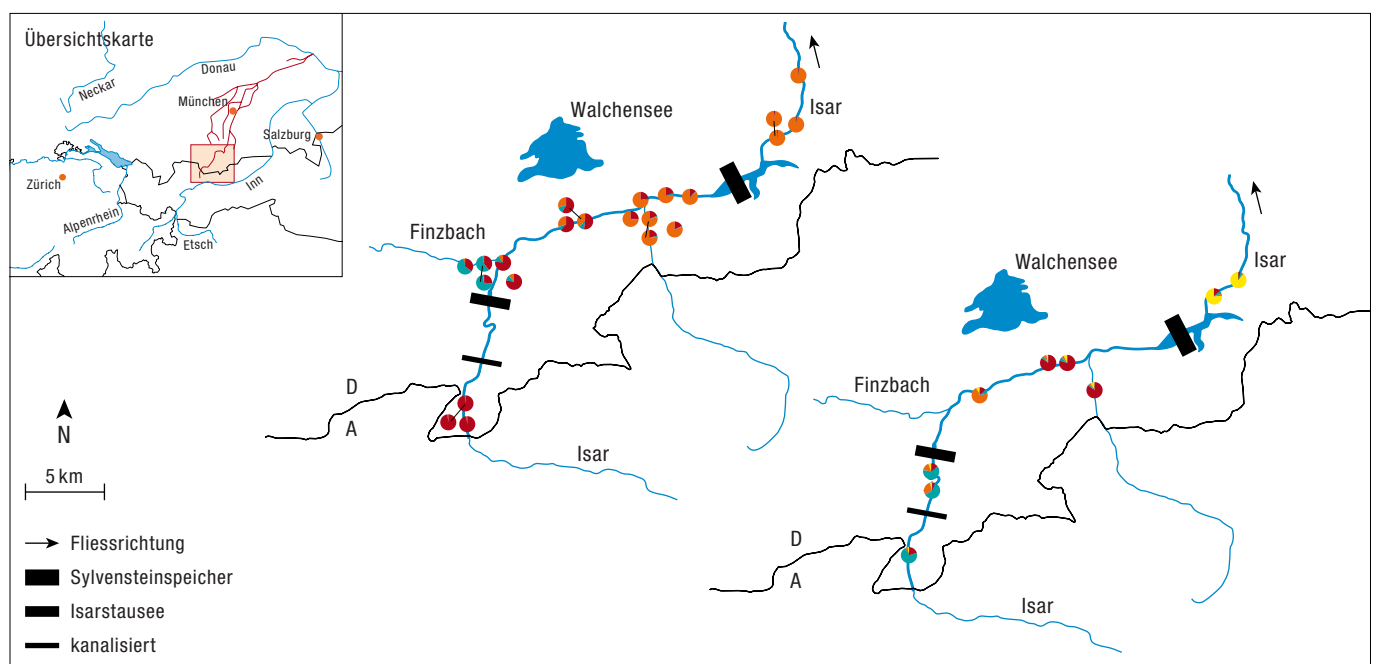 Übersichtskarte
Neckar
Donau
München
Salzburg
Zürich
Inn
Alpenrhein
Etsch
Walchensee
Isar
Finzbach
D
A
Isar
Walchensee
Isar
Finzbach
D
A
Isar
N
5 km
Fliessrichtung
Sylvensteinspeicher
Isarstausee
kanalisiert